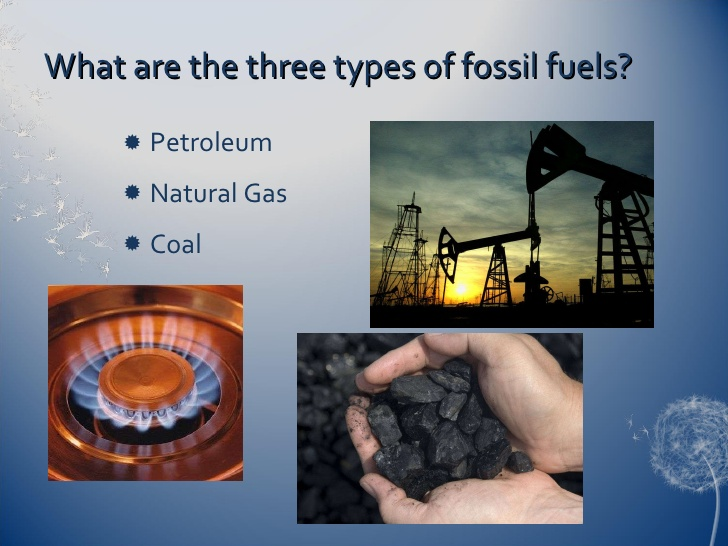 What are the three types of fossil fuels?
Petroleum
Natural Gas
Coal